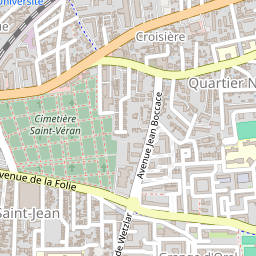 Université
Croisière
Quartier N
Cimetière
Saint-Véran
Avenue Jean Boccace
venue de la Folie
Saint-Jean
de Wetzlar